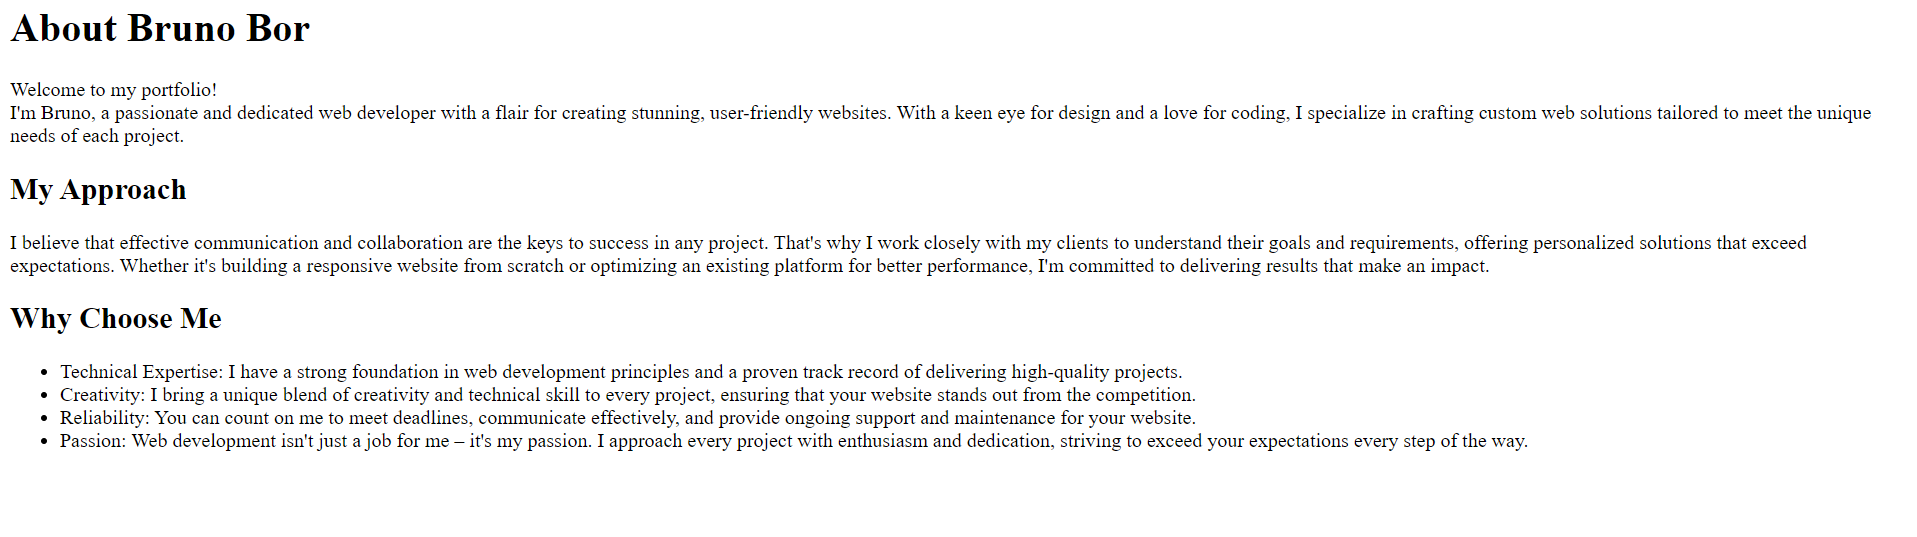 About Bruno Bor
Welcome to my portfolio!
I'm Bruno, a passionate and dedicated web developer with a flair for creating stunning, user-friendly websites. With a keen eye for design and a love for coding, I specialize in crafting custom web solutions tailored to meet the unique
needs of each project.
My Approach
I believe that effective communication and collaboration are the keys to success in any project. That's why I work closely with my clients to understand their goals and requirements, offering personalized solutions that exceed
expectations. Whether it's building a responsive website from scratch or optimizing an existing platform for better performance, I'm committed to delivering results that make an impact.
Why Choose Me
• Technical Expertise: I have a strong foundation in web development principles and a proven track record of delivering high-quality projects.
• Creativity: I bring a unique blend of creativity and technical skill to every project, ensuring that your website stands out from the competition.
• Reliability: You can count on me to meet deadlines, communicate effectively, and provide ongoing support and maintenance for your website.
• Passion: Web development isn't just a job for me – it's my passion. I approach every project with enthusiasm and dedication, striving to exceed your expectations every step of the way.